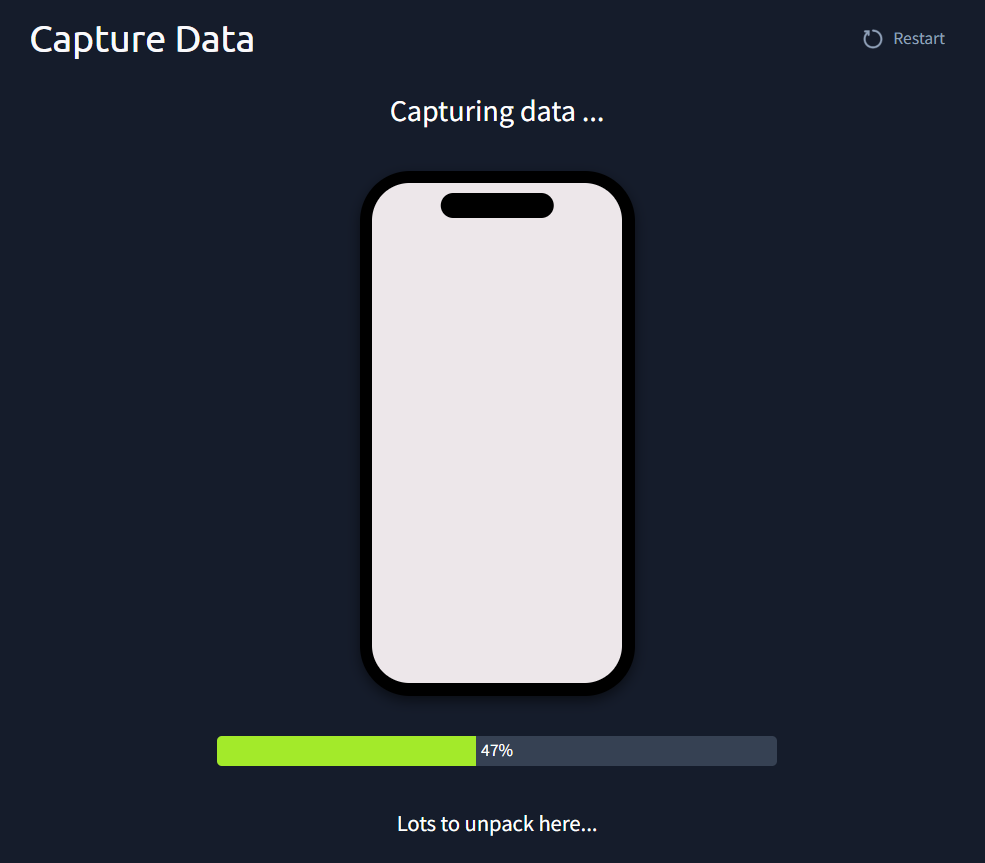 Capture Data
Restart
Capturing data ...
47%
Lots to unpack here...